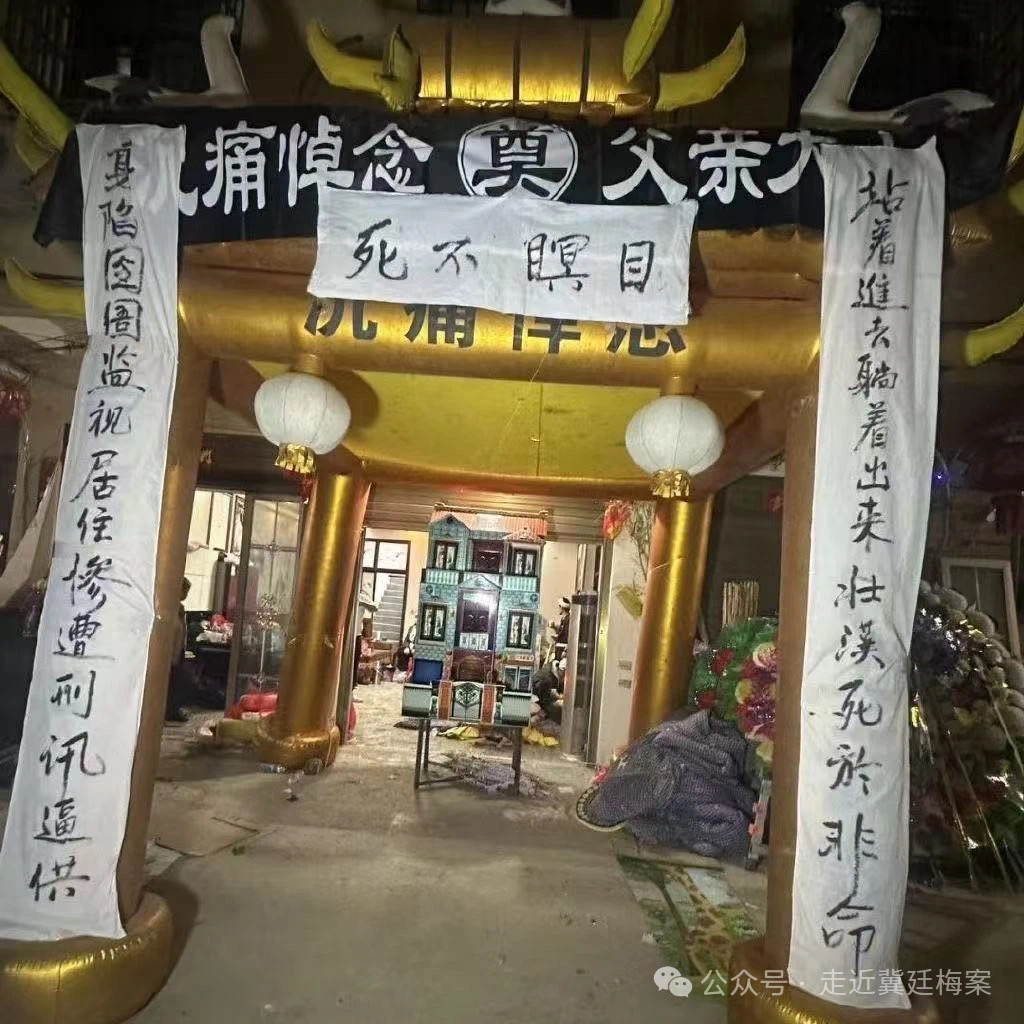 痛悼念 奠 父亲大
死不瞑目
沉痛悼念
站着進去躺着出来壮漢死於非命
身陷囹圄监视居住惨遭刑讯逼供
公众号 · 走近冀廷梅案